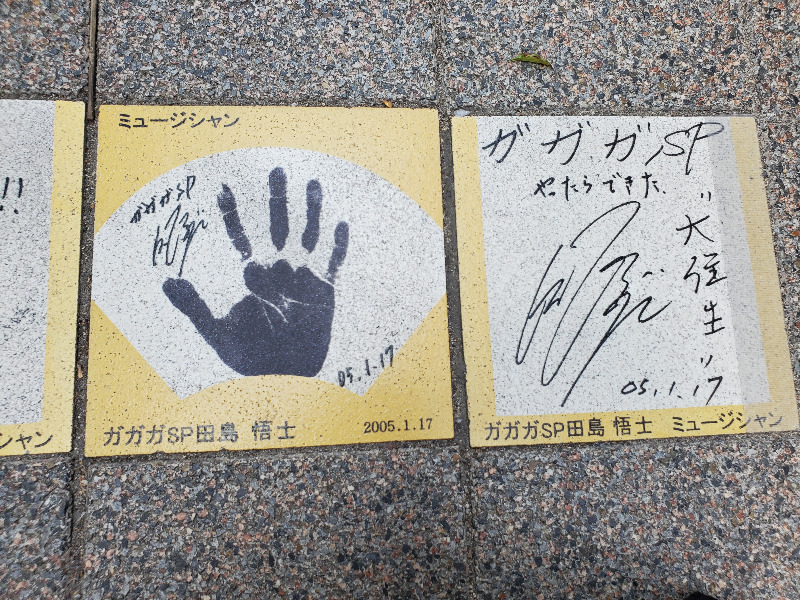 !!
シャン
ミュージシャン
ガガガSP
05.1.17
ガガガSP田島 悟士
2005.1.17
ガガガSP
やったらできた、
"大往生"
05.1.17
ガガガSP田島 悟士 ミュージシャン